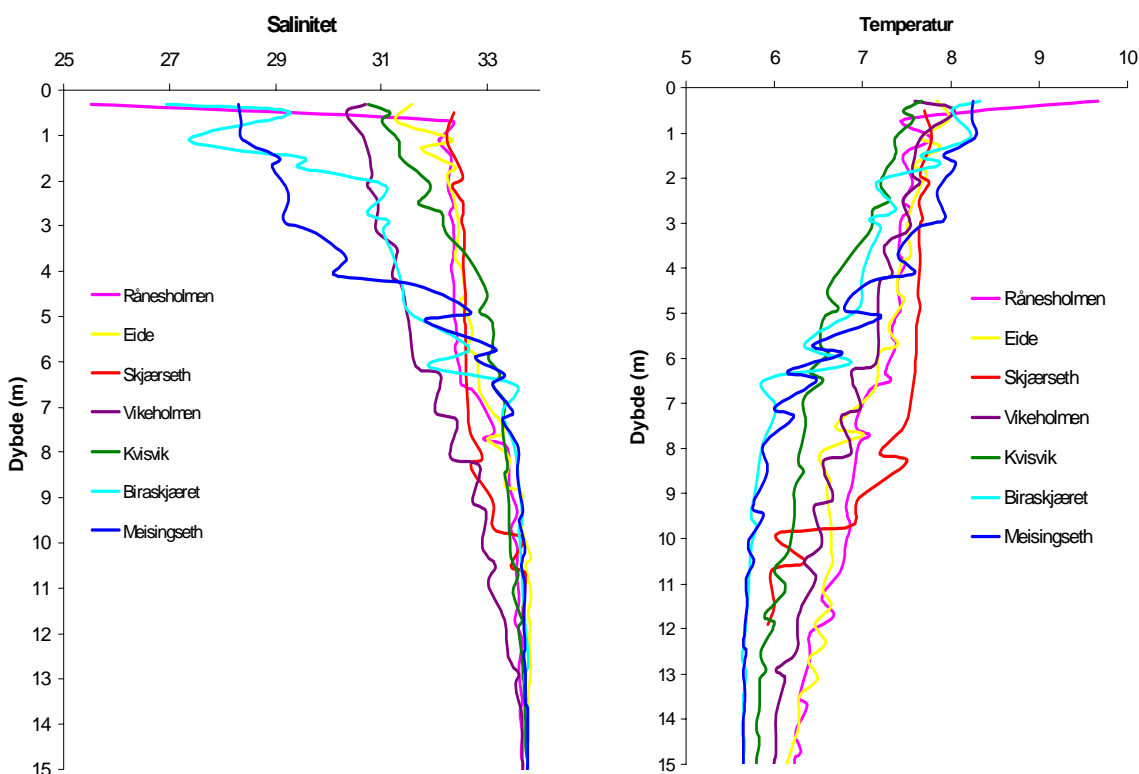 Salinitet
25 27 29 31 33
0
1
2
3
4
5
6
7
8
9
10
11
12
13
14
15
Dybde (m)
Rånesholmen
Eide
Skjærseth
Vikeholmen
Kvisvik
Biraskjæret
Meisingseth
Temperatur
5 6 7 8 9 10
0
1
2
3
4
5
6
7
8
9
10
11
12
13
14
15
Dybde (m)
Rånesholmen
Eide
Skjærseth
Vikeholmen
Kvisvik
Biraskjæret
Meisingseth